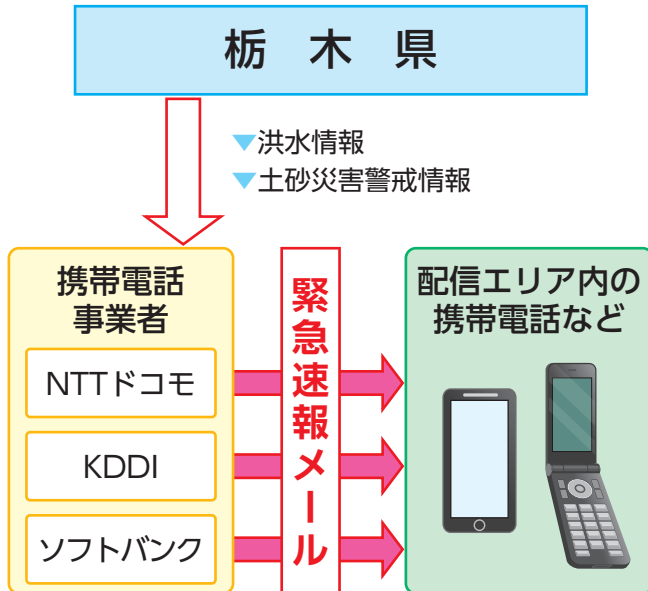 栃木県
▼洪水情報
▼土砂災害警戒情報
携帯電話
事業者
NTTドコモ
KDDI
ソフトバンク
緊急速報メール
配信エリア内の
携帯電話など